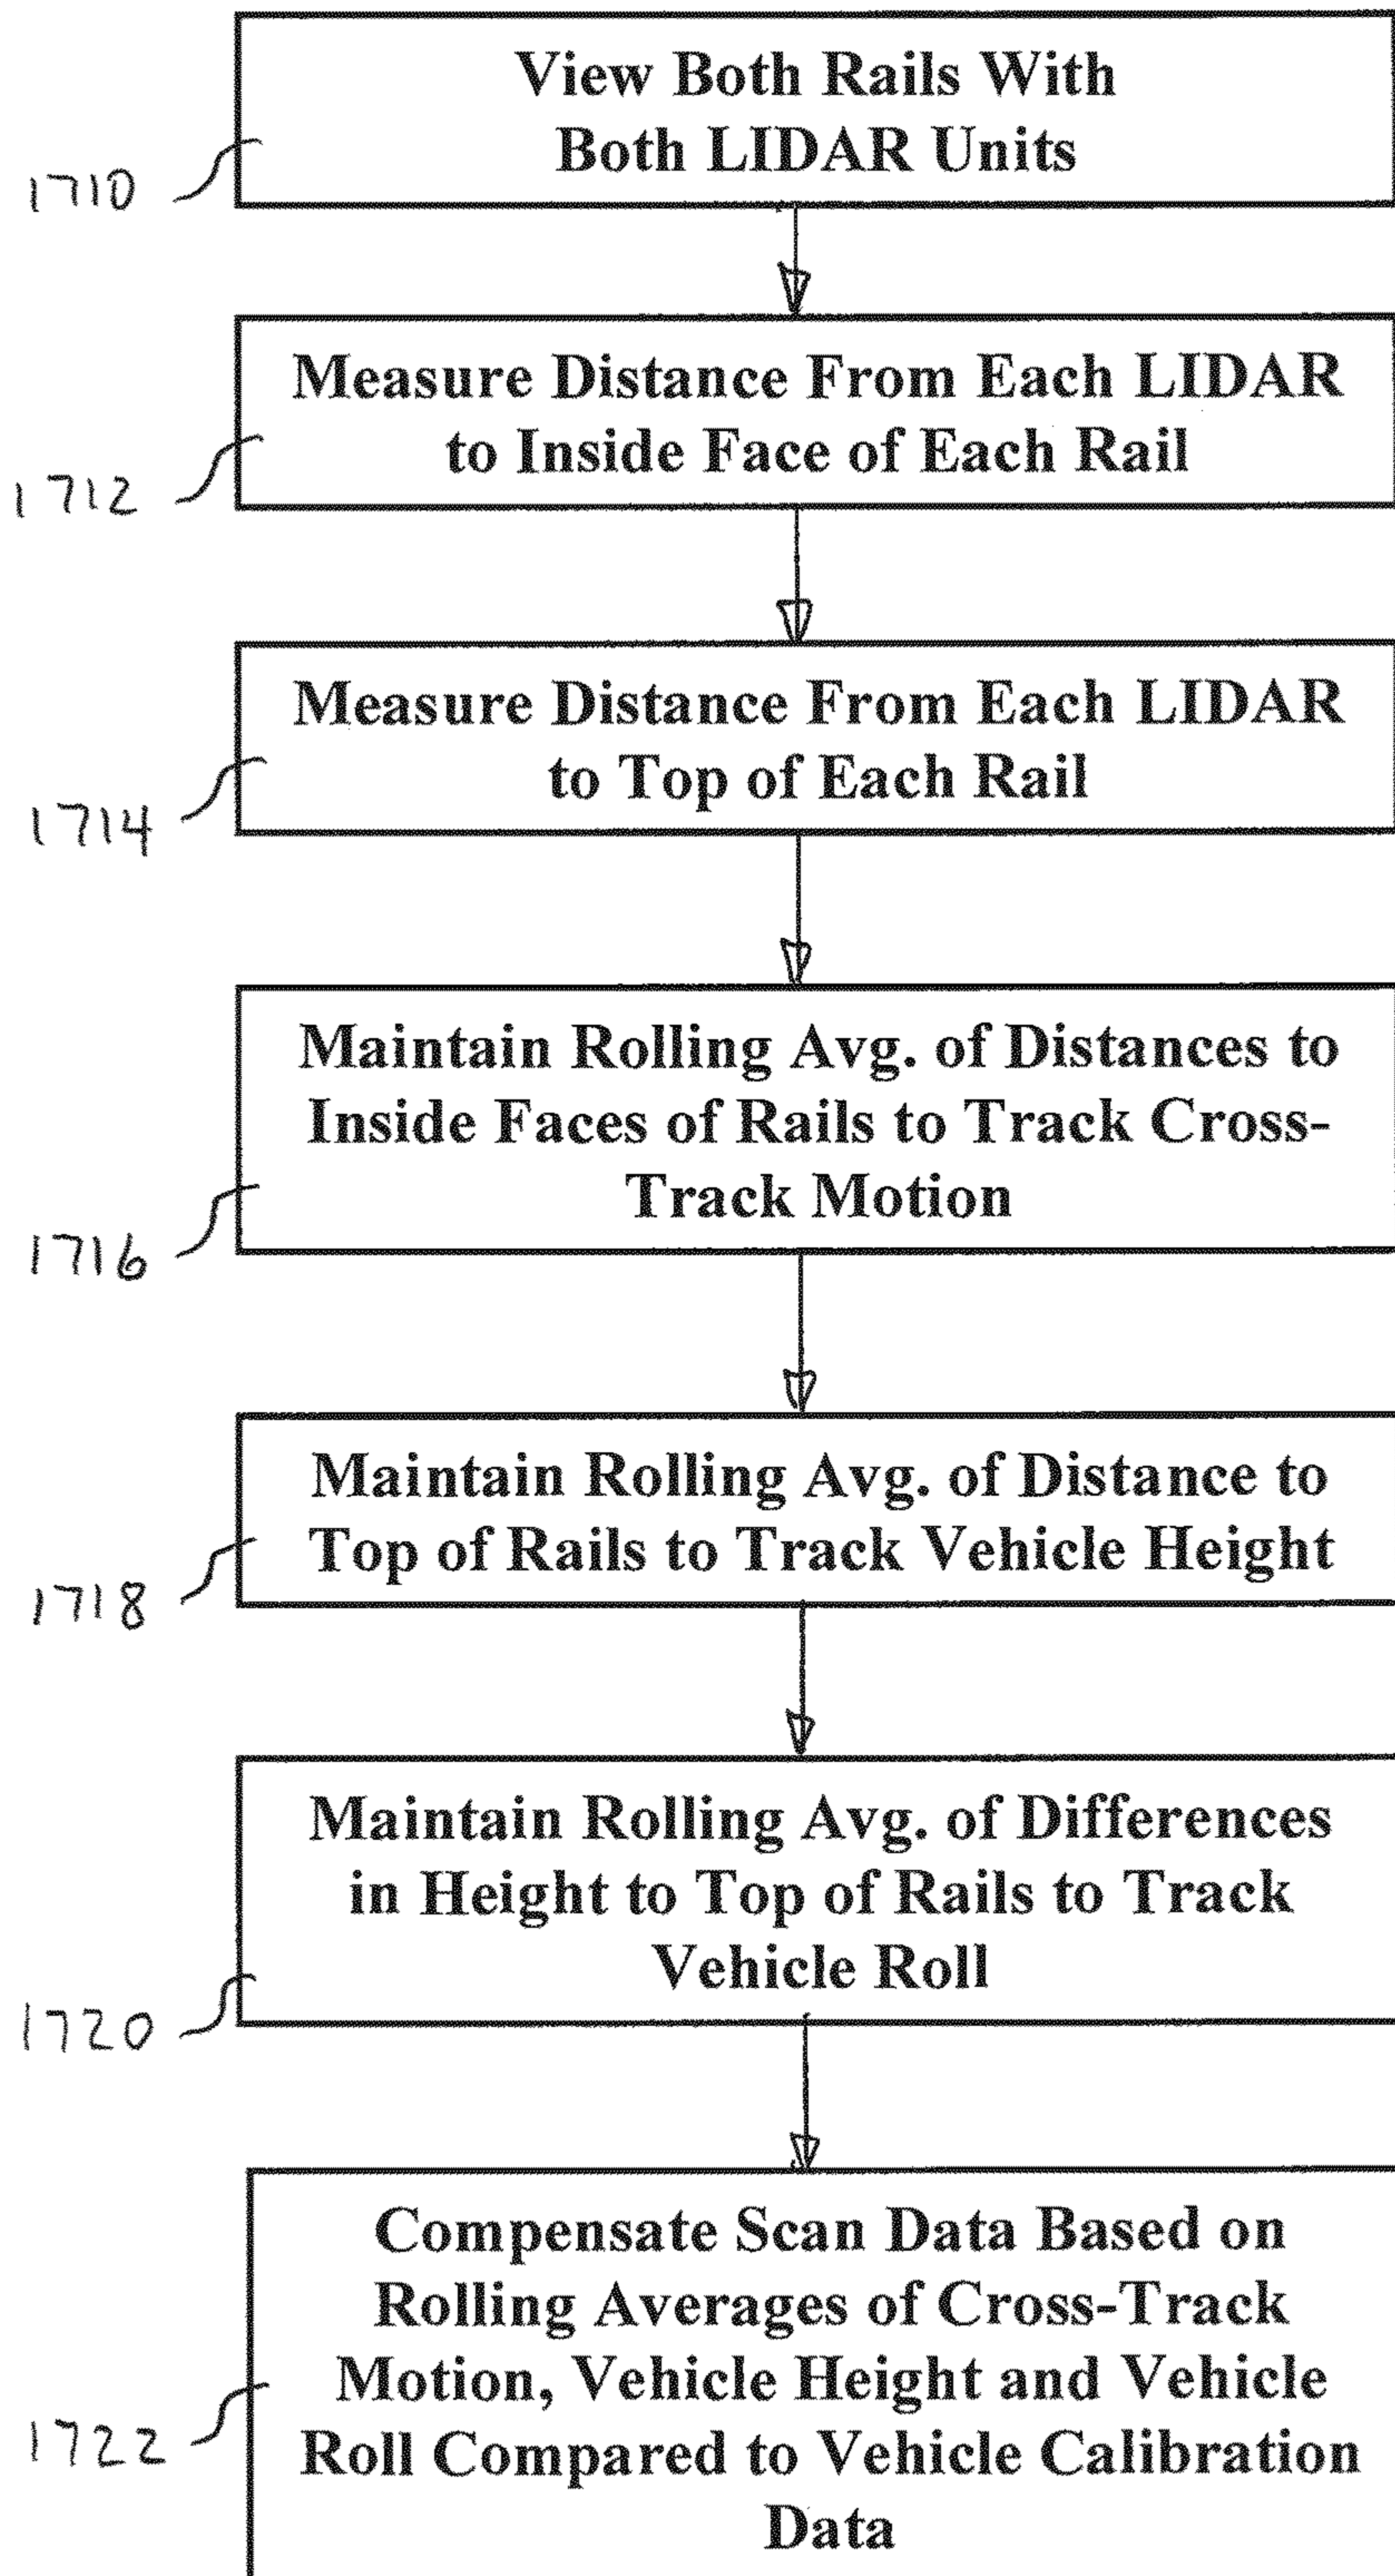 View Both Rails With
Both LIDAR Units
1710
Measure Distance From Each LIDAR
to Inside Face of Each Rail
1712
Measure Distance From Each LIDAR
to Top of Each Rail
1714
Maintain Rolling Avg. of Distances to
Inside Faces of Rails to Track Cross-
Track Motion
1716
Maintain Rolling Avg. of Distance to
Top of Rails to Track Vehicle Height
1718
Maintain Rolling Avg. of Differences
in Height to Top of Rails to Track
Vehicle Roll
1720
Compensate Scan Data Based on
Rolling Averages of Cross-Track
Motion, Vehicle Height and Vehicle
Roll Compared to Vehicle Calibration
Data
1722